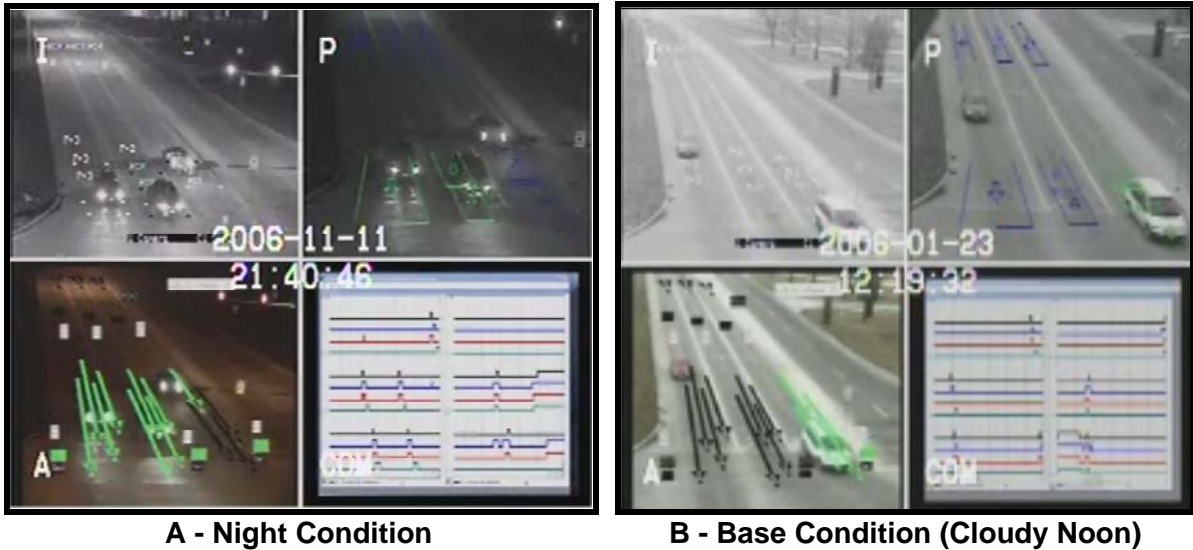 I
P
2006-11-11
21:40:46
A
COM
I
P
2006-01-23
12:19:32
A
COM
A - Night Condition
B - Base Condition (Cloudy Noon)